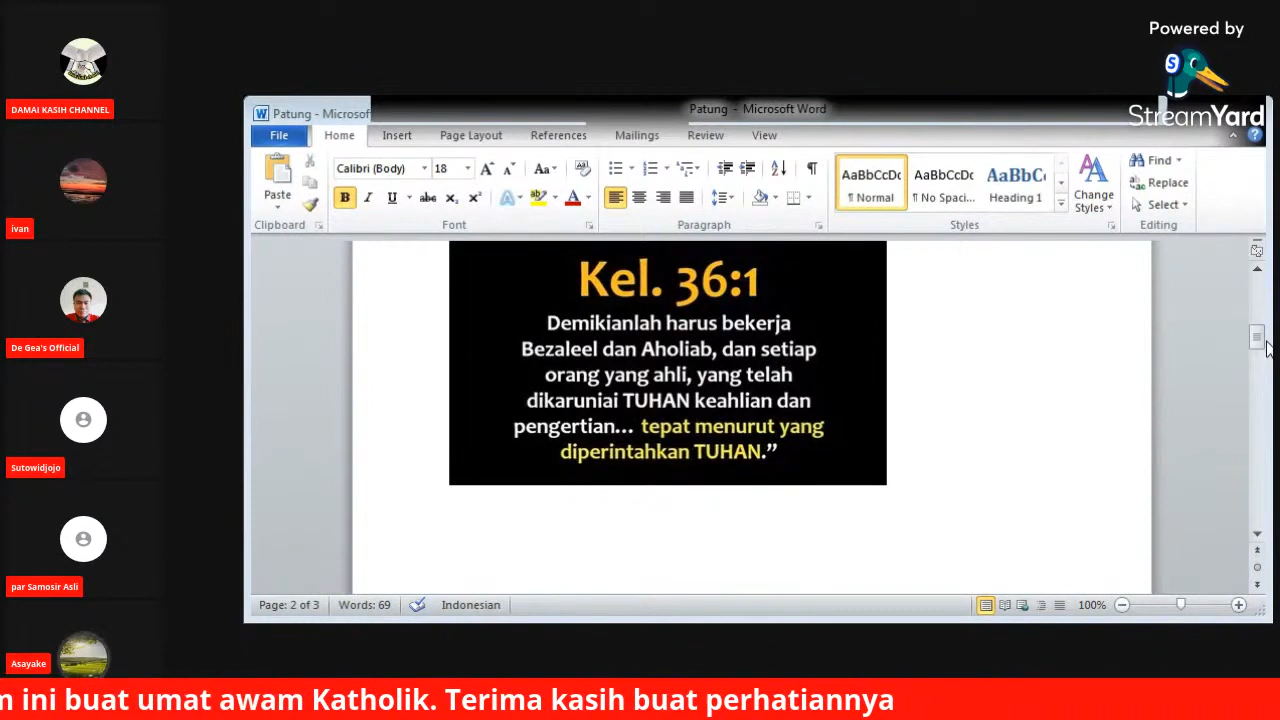 Powered by
StreamYard
DAMAI KASIH CHANNEL
ivan
De Gea's Official
Sutowidjojo
par Samosir Asli
Asayake
Patung - Microsof
Patung - Microsoft Word
File Home Insert Page Layout References Mailings Review View
Paste
Calibri (Body) 18
AaBbCcDc AaBbCcDc AaBbC
¶ Normal ¶ No Spaci... Heading 1
Change
Styles
Find
Replace
Select
Clipboard Font Paragraph Styles Editing
Kel. 36:1
Demikianlah harus bekerja
Bezaleel dan Aholiab, dan setiap
orang yang ahli, yang telah
dikaruniai TUHAN keahlian dan
pengertian... tepat menurut yang
diperintahkan TUHAN.”
Page: 2 of 3 Words: 69 Indonesian 100%
ini buat umat awam Katholik. Terima kasih buat perhatiannya